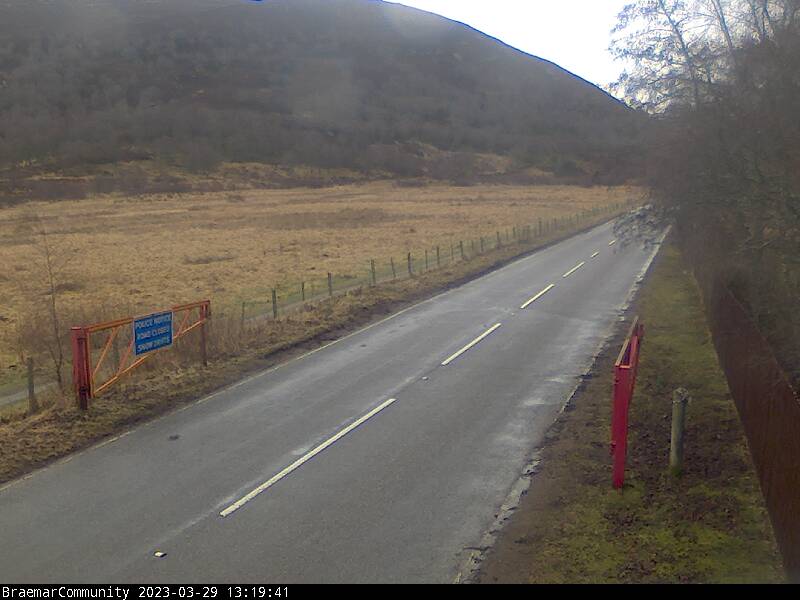 POLICE NOTICE
ROAD CLOSED
SNOW DRIFTS
BraemarCommunity 2023-03-29 13:19:41